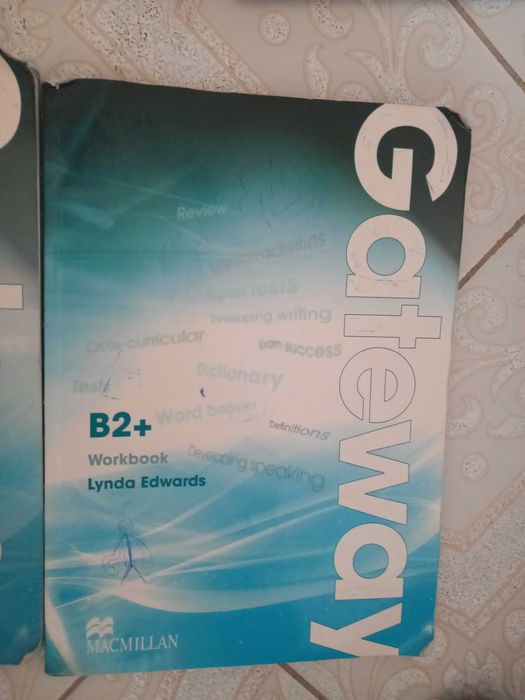 Gateway
Review
Extension activities
Progress tests
Developing writing
Cross-curricular
Exam success
Tests
Dictionary
Word booster
Definitions
Developing speaking
B2+
Workbook
Lynda Edwards
MACMILLAN